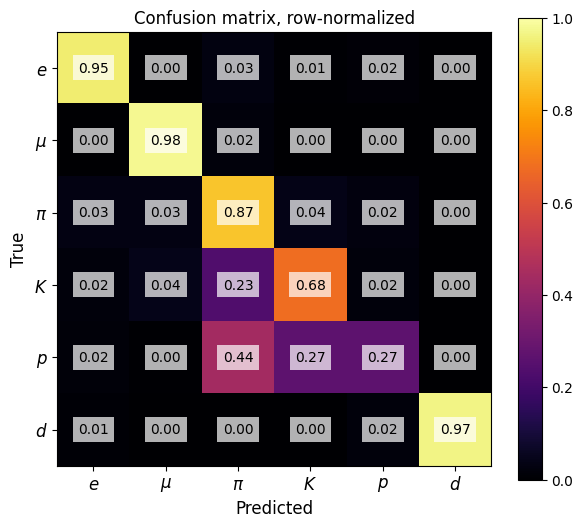 Confusion matrix, row-normalized
e 0.95 0.00 0.03 0.01 0.02 0.00
μ 0.00 0.98 0.02 0.00 0.00 0.00
π 0.03 0.03 0.87 0.04 0.02 0.00
K 0.02 0.04 0.23 0.68 0.02 0.00
p 0.02 0.00 0.44 0.27 0.27 0.00
d 0.01 0.00 0.00 0.00 0.02 0.97
e μ π K p d
Predicted
True
1.0
0.8
0.6
0.4
0.2
0.0